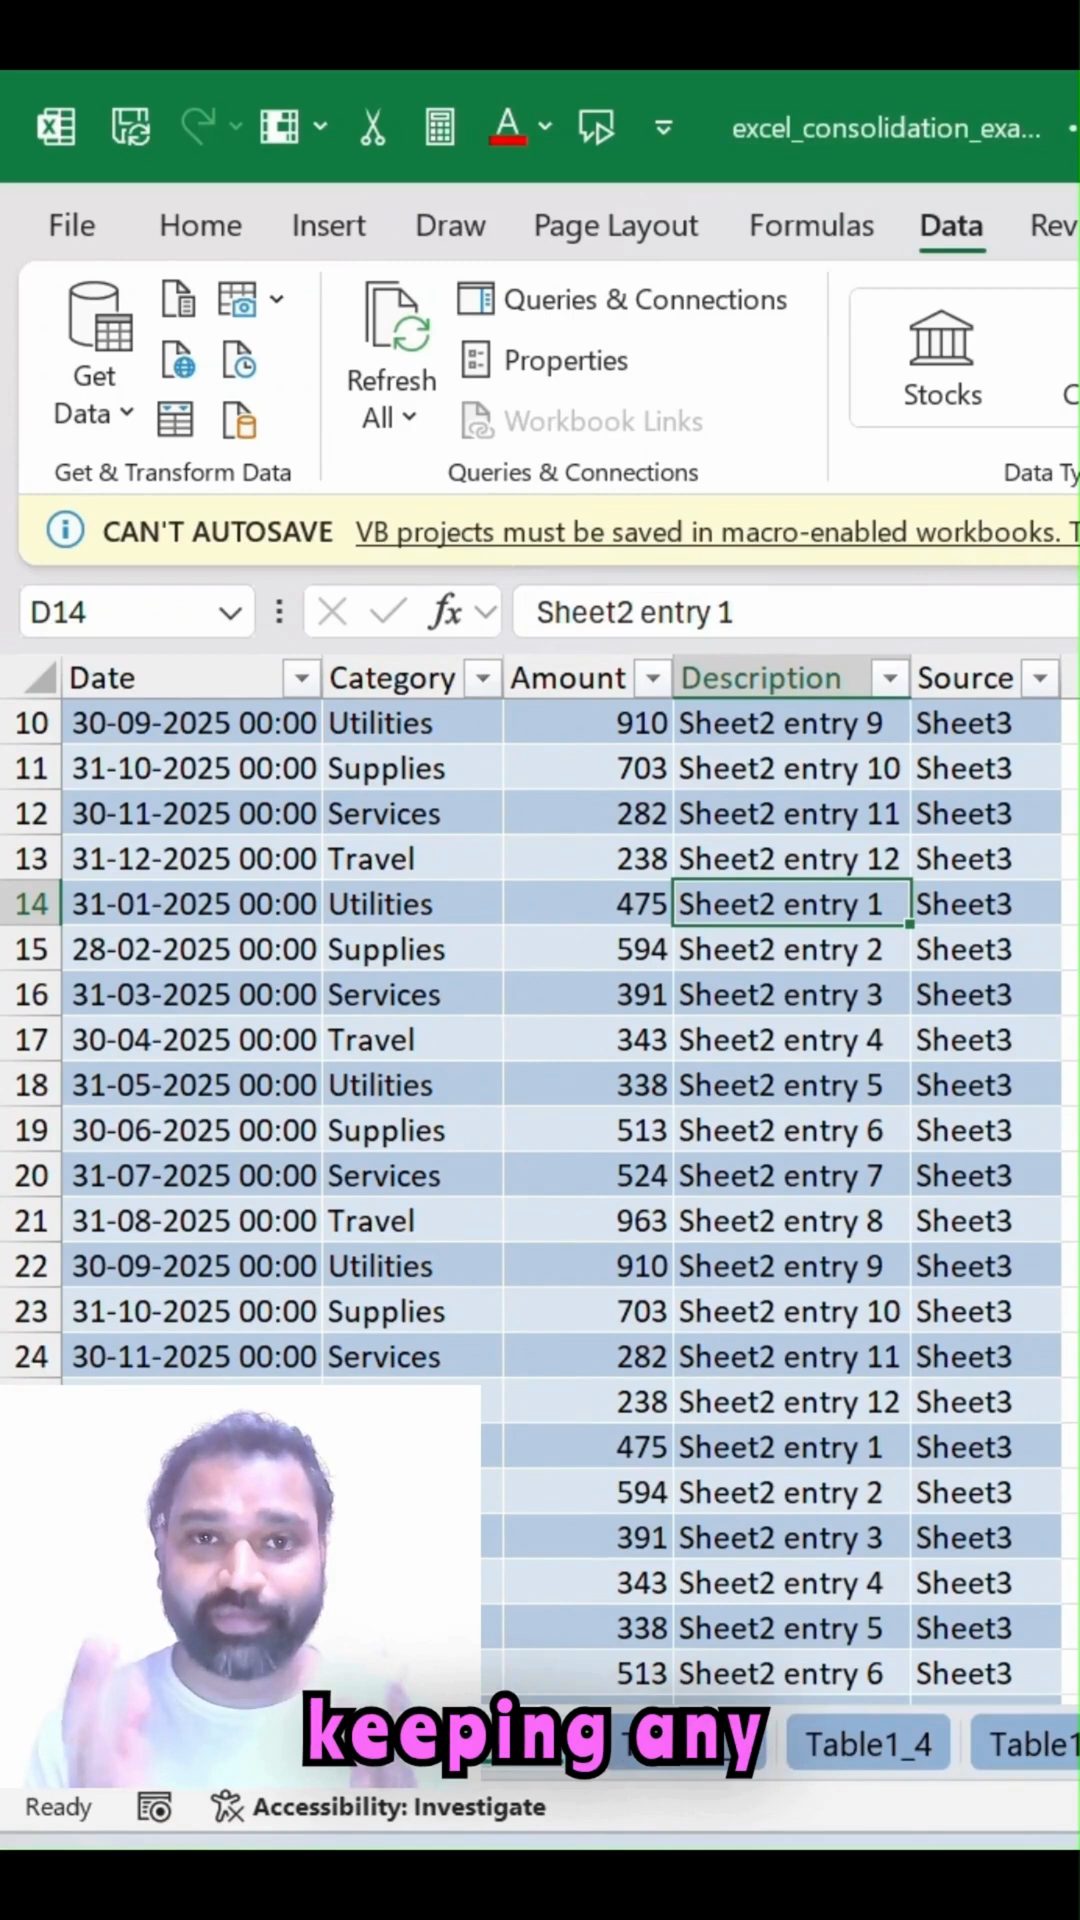 excel_consolidation_exa...
File Home Insert Draw Page Layout Formulas Data Rev
Get Data
Refresh All
Queries & Connections
Properties
Workbook Links
Stocks
Get & Transform Data
Queries & Connections
Data Ty
CAN'T AUTOSAVE VB projects must be saved in macro-enabled workbooks. T
D14 fx Sheet2 entry 1
Date Category Amount Description Source
10 30-09-2025 00:00 Utilities 910 Sheet2 entry 9 Sheet3
11 31-10-2025 00:00 Supplies 703 Sheet2 entry 10 Sheet3
12 30-11-2025 00:00 Services 282 Sheet2 entry 11 Sheet3
13 31-12-2025 00:00 Travel 238 Sheet2 entry 12 Sheet3
14 31-01-2025 00:00 Utilities 475 Sheet2 entry 1 Sheet3
15 28-02-2025 00:00 Supplies 594 Sheet2 entry 2 Sheet3
16 31-03-2025 00:00 Services 391 Sheet2 entry 3 Sheet3
17 30-04-2025 00:00 Travel 343 Sheet2 entry 4 Sheet3
18 31-05-2025 00:00 Utilities 338 Sheet2 entry 5 Sheet3
19 30-06-2025 00:00 Supplies 513 Sheet2 entry 6 Sheet3
20 31-07-2025 00:00 Services 524 Sheet2 entry 7 Sheet3
21 31-08-2025 00:00 Travel 963 Sheet2 entry 8 Sheet3
22 30-09-2025 00:00 Utilities 910 Sheet2 entry 9 Sheet3
23 31-10-2025 00:00 Supplies 703 Sheet2 entry 10 Sheet3
24 30-11-2025 00:00 Services 282 Sheet2 entry 11 Sheet3
238 Sheet2 entry 12 Sheet3
475 Sheet2 entry 1 Sheet3
594 Sheet2 entry 2 Sheet3
391 Sheet2 entry 3 Sheet3
343 Sheet2 entry 4 Sheet3
338 Sheet2 entry 5 Sheet3
513 Sheet2 entry 6 Sheet3
keeping any
Table1_4 Table1
Ready Accessibility: Investigate